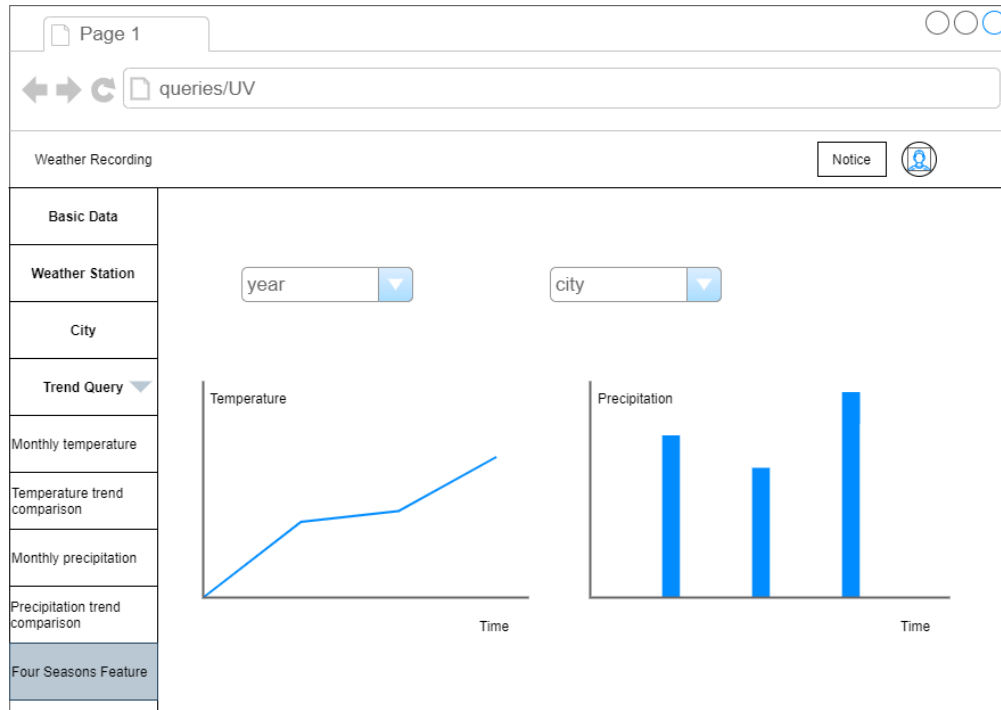 Page 1
queries/UV
Weather Recording
Notice
Basic Data
Weather Station
City
Trend Query
Monthly temperature
Temperature trend
comparison
Monthly precipitation
Precipitation trend
comparison
Four Seasons Feature
year
city
Temperature
Time
Precipitation
Time